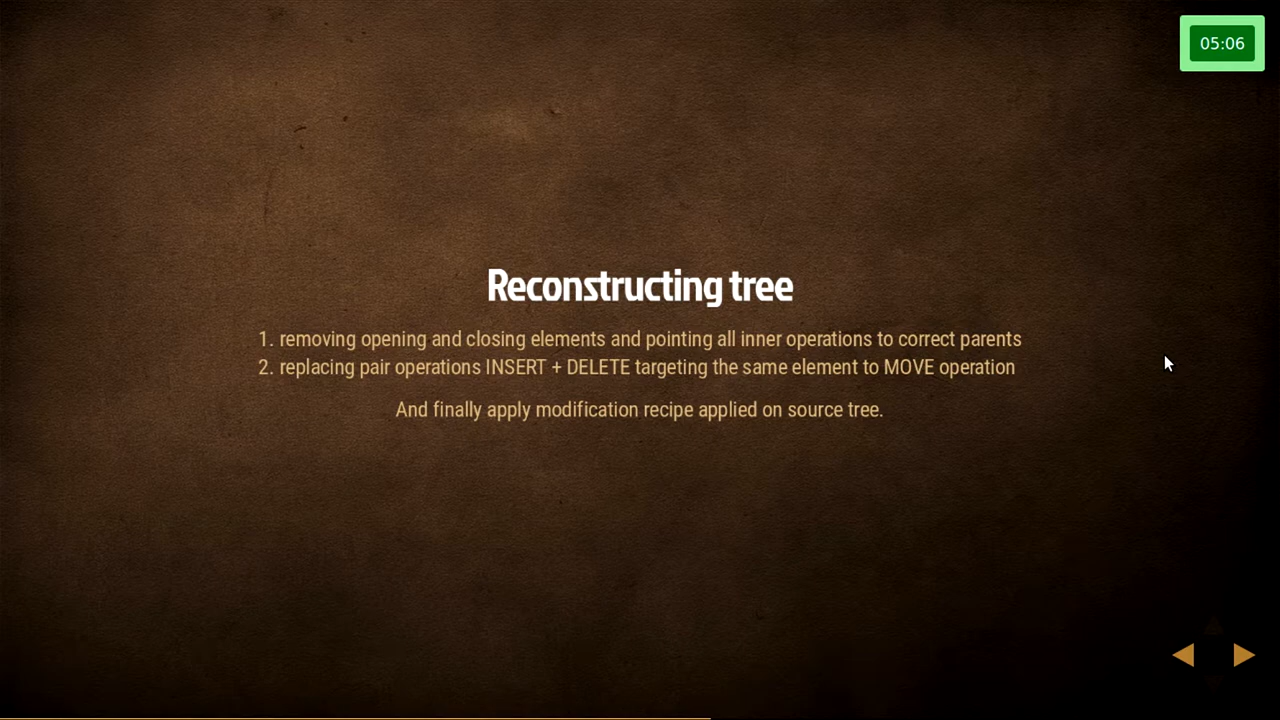 05:06
Reconstructing tree
1. removing opening and closing elements and pointing all inner operations to correct parents
2. replacing pair operations INSERT + DELETE targeting the same element to MOVE operation
And finally apply modification recipe applied on source tree.